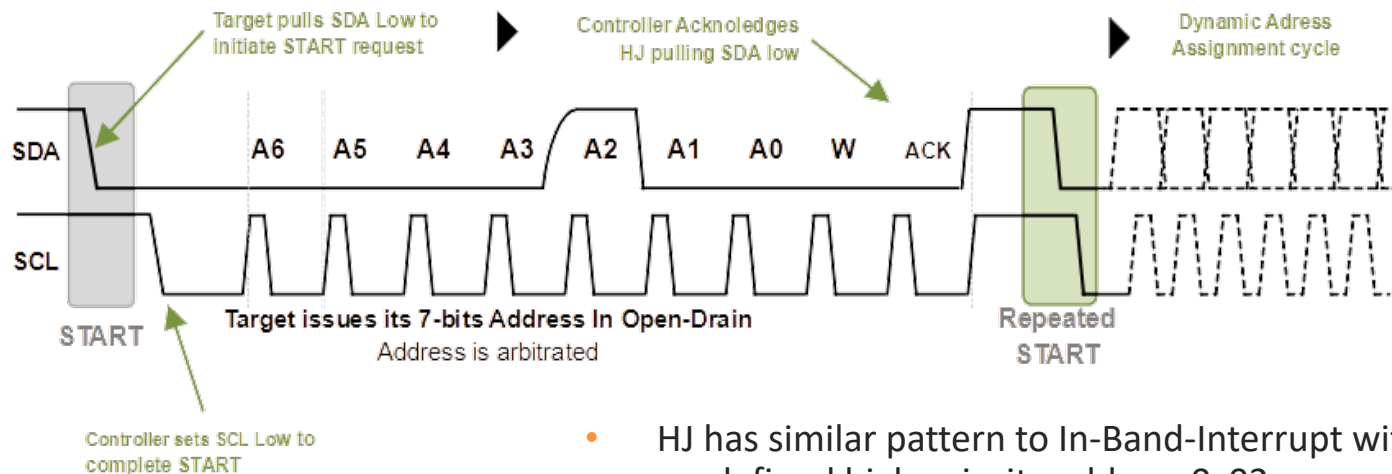 Target pulls SDA Low to
initiate START request
Controller Acknoledges
HJ pulling SDA low
Dynamic Adress
Assignment cycle
SDA
A6 A5 A4 A3 A2 A1 A0 W ACK
SCL
START
Target issues its 7-bits Address In Open-Drain
Address is arbitrated
Repeated
START
Controller sets SCL Low to
complete START
• HJ has similar pattern to In-Band-Interrupt